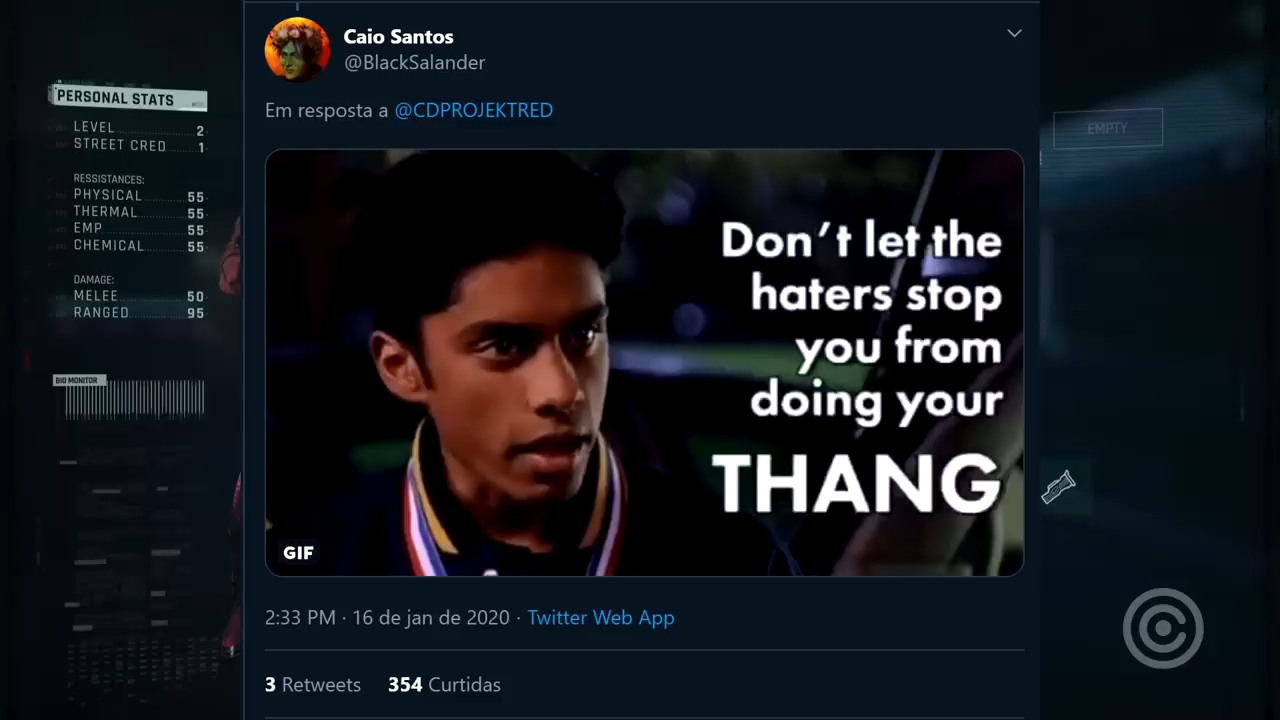 Caio Santos
@BlackSalander
Em resposta a @CDPROJEKTRED
Don't let the
haters stop
you from
doing your
THANG
GIF
2:33 PM · 16 de jan de 2020 · Twitter Web App
3 Retweets 354 Curtidas
PERSONAL STATS
LEVEL 2
STREET CRED 1
RESSISTANCES:
PHYSICAL 55
THERMAL 55
EMP 55
CHEMICAL 55
DAMAGE:
MELEE 50
RANGED 95
BIO MONITOR
EMPTY